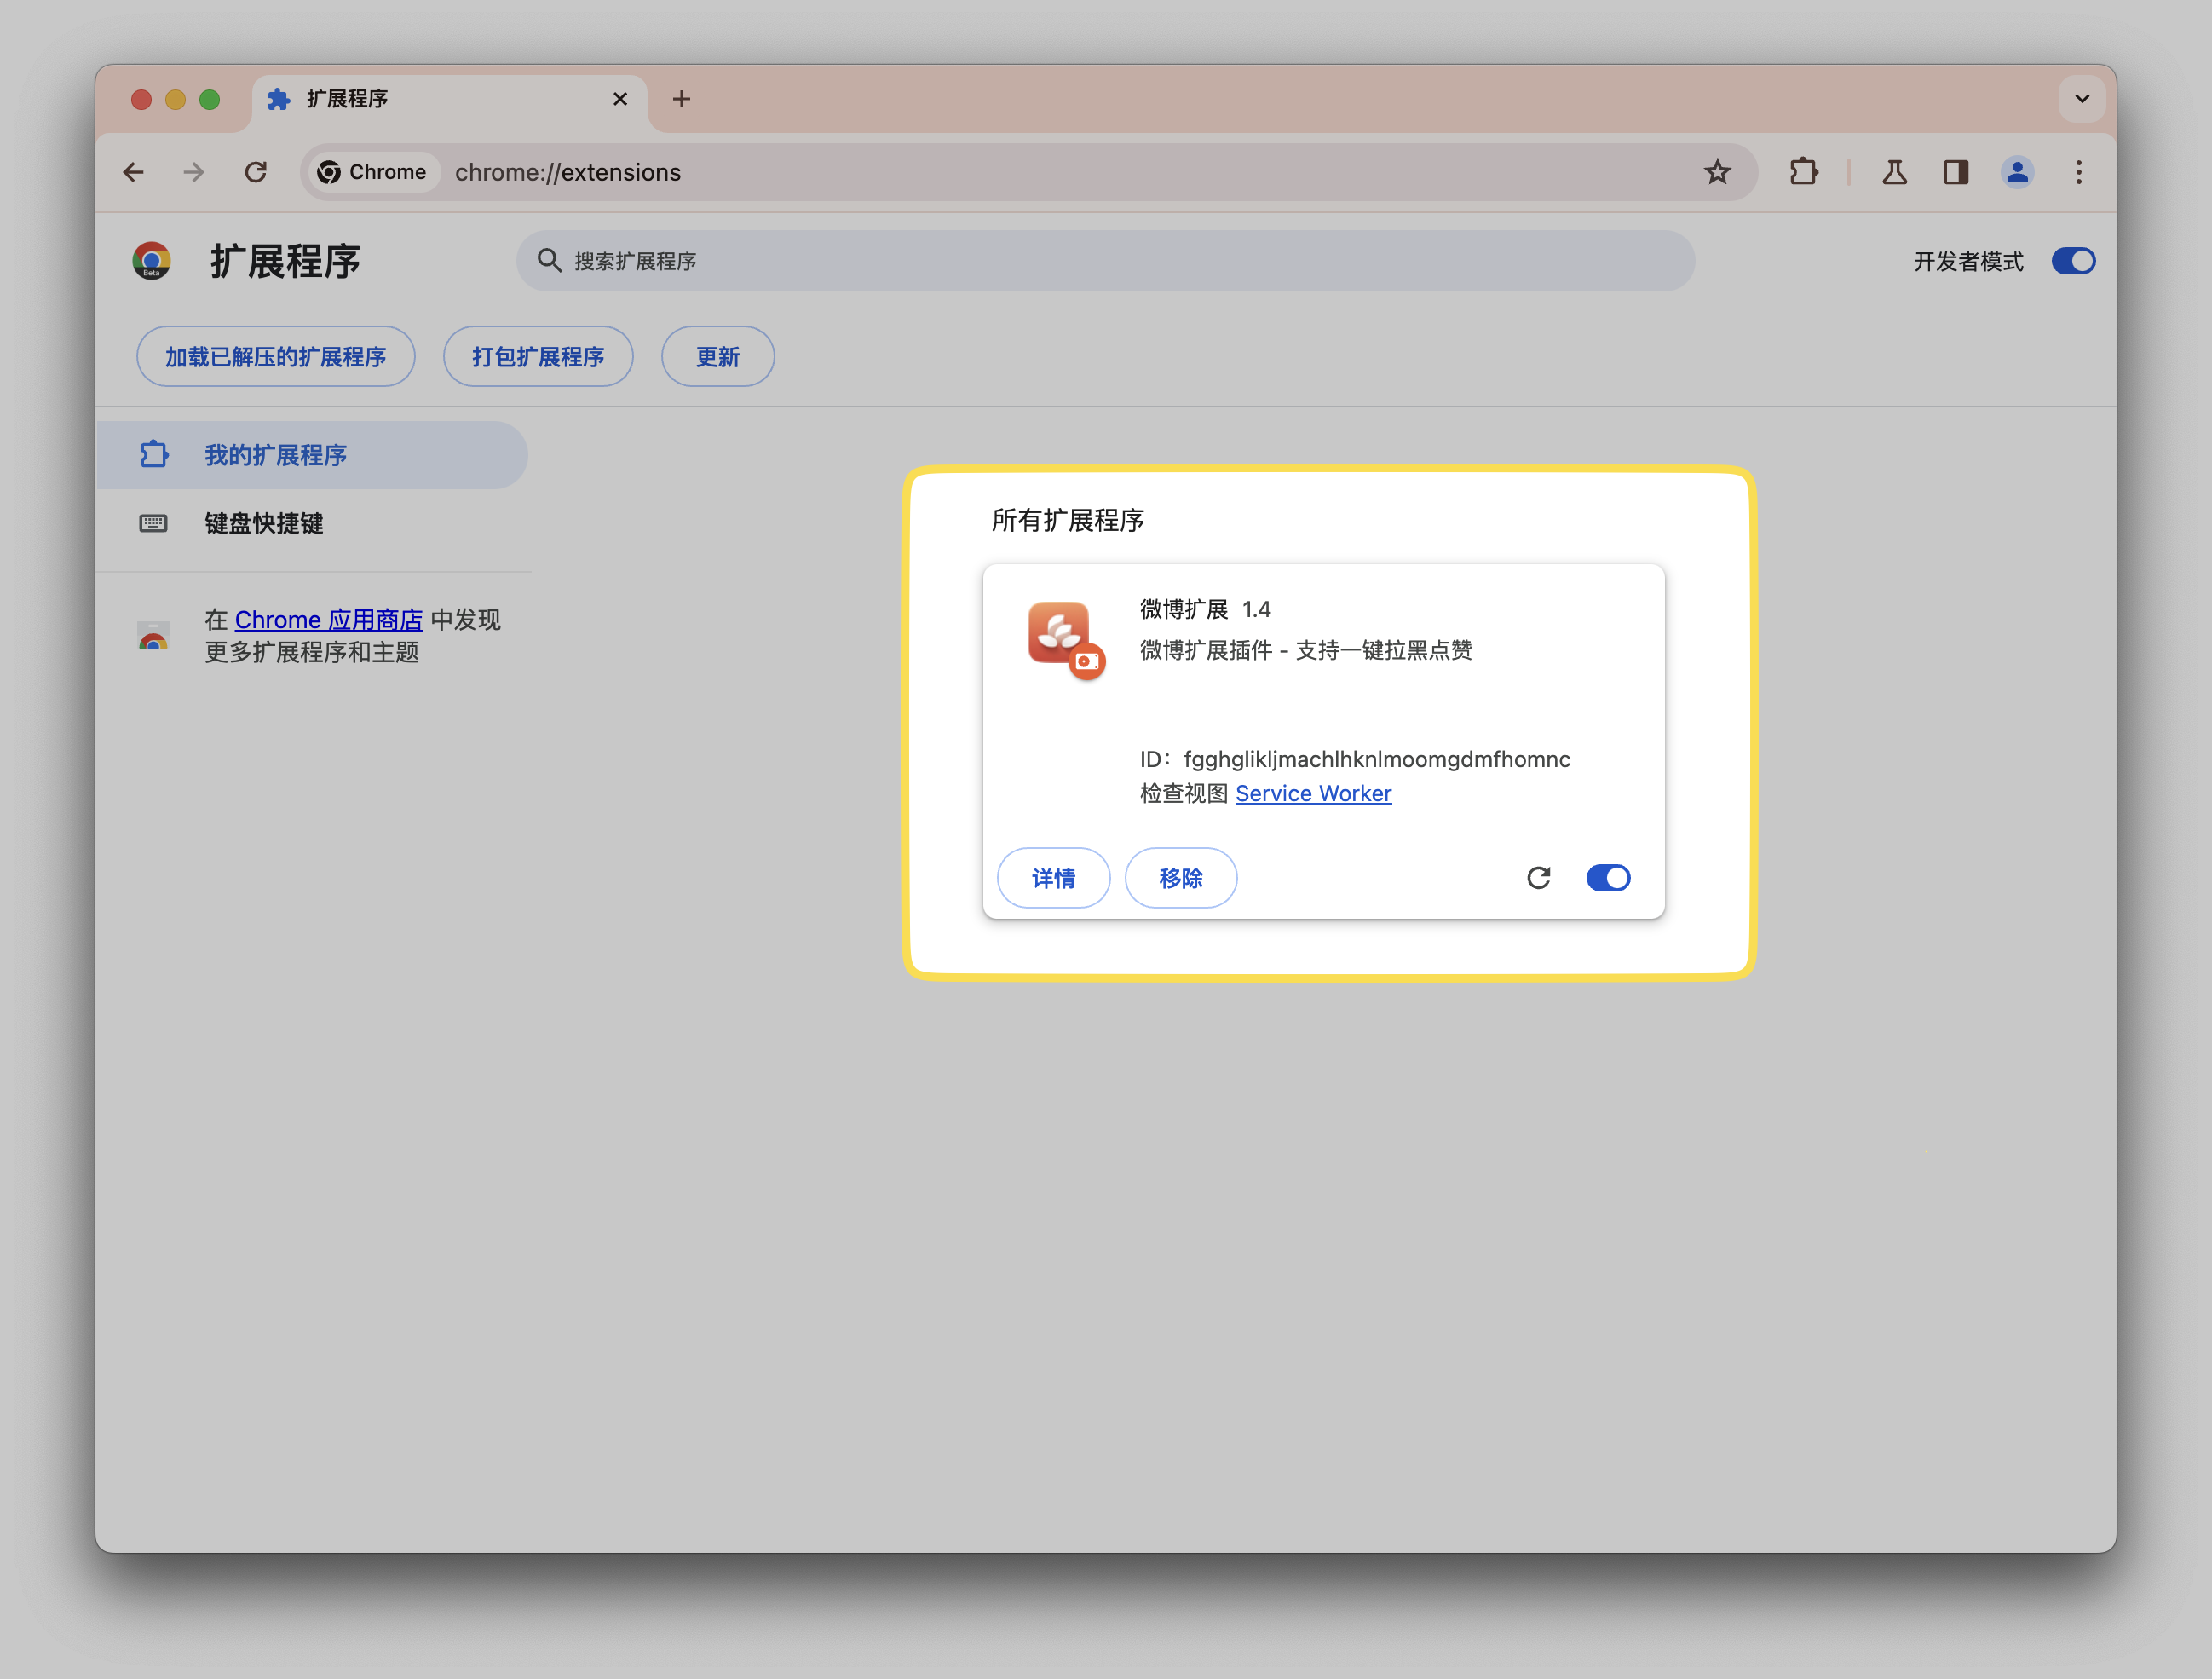 扩展程序
Chrome
chrome://extensions
Beta
扩展程序
搜索扩展程序
开发者模式
加载已解压的扩展程序
打包扩展程序
更新
我的扩展程序
键盘快捷键
在 Chrome 应用商店 中发现
更多扩展程序和主题
所有扩展程序
微博扩展 1.4
微博扩展插件 - 支持一键拉黑点赞
ID：fgghglikljmachlhknlmoomgdmfhomnc
检查视图 Service Worker
详情
移除